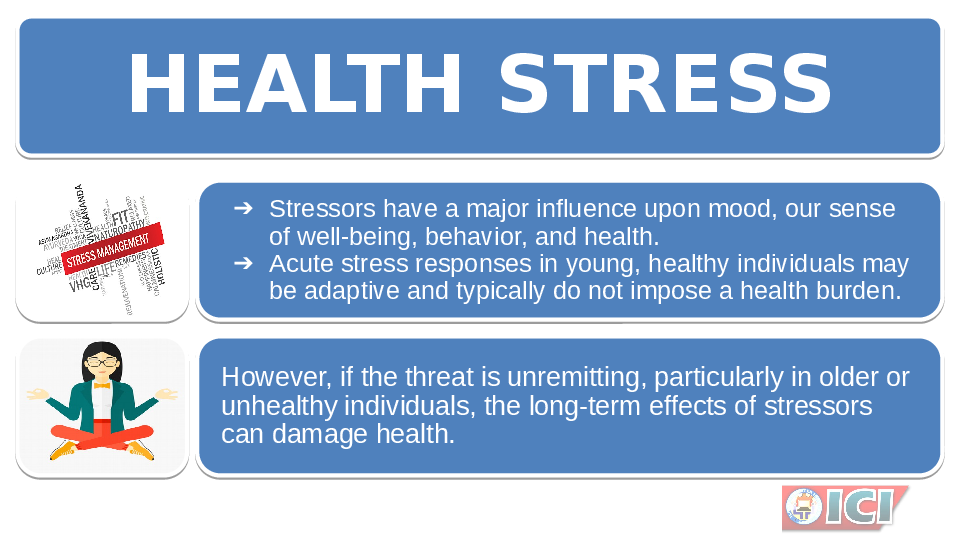 HEALTH STRESS
➔ Stressors have a major influence upon mood, our sense
of well-being, behavior, and health.
➔ Acute stress responses in young, healthy individuals may
be adaptive and typically do not impose a health burden.
VIVEKANANDA
FIT
NATUROPATHY
STRESS MANAGEMENT
CULTURE
LIFE
REMEDIES
VHG
CARE
HOLISTIC
However, if the threat is unremitting, particularly in older or
unhealthy individuals, the long-term effects of stressors
can damage health.
ICI